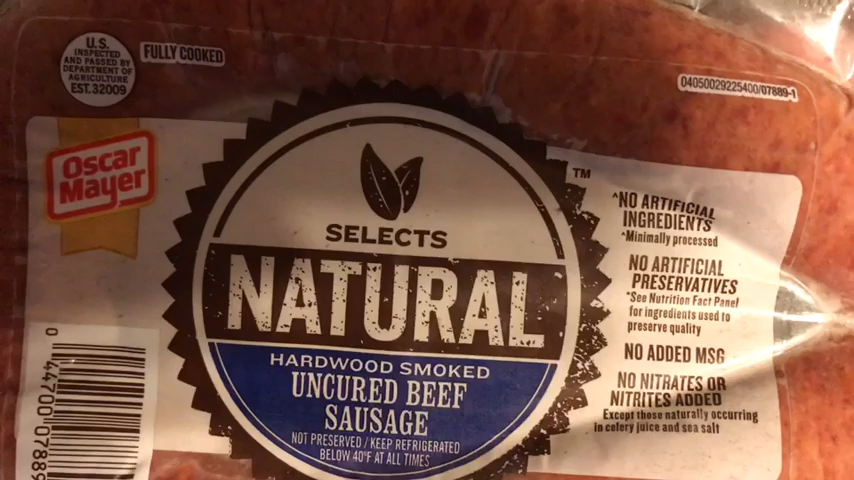 U.S.
INSPECTED
AND PASSED BY
DEPARTMENT OF
AGRICULTURE
EST. 32009
FULLY COOKED
04050029225400/07889-1
Oscar
Mayer
SELECTS
NATURAL
TM
HARDWOOD SMOKED
UNCURED BEEF
SAUSAGE
NOT PRESERVED / KEEP REFRIGERATED
BELOW 40°F AT ALL TIMES
^NO ARTIFICIAL
INGREDIENTS
^Minimally processed
NO ARTIFICIAL
PRESERVATIVES
*See Nutrition Fact Panel
for ingredients used to
preserve quality
NO ADDED MSG
NO NITRATES OR
NITRITES ADDED
Except those naturally occurring
in celery juice and sea salt
0 44700 07889